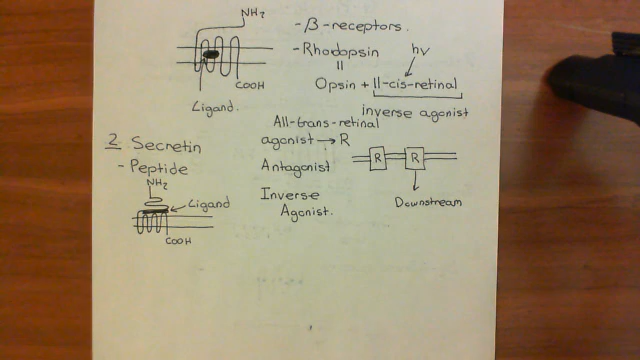 NH2
- β-receptors.
- Rhodopsin
hν
=
Opsin + 11-cis-retinal
inverse agonist
COOH
Ligand.
All-trans-retinal
agonist → R
Antagonist
Inverse
Agonist.
R
R
Downstream
2 Secretin
- Peptide
NH2
Ligand
COOH